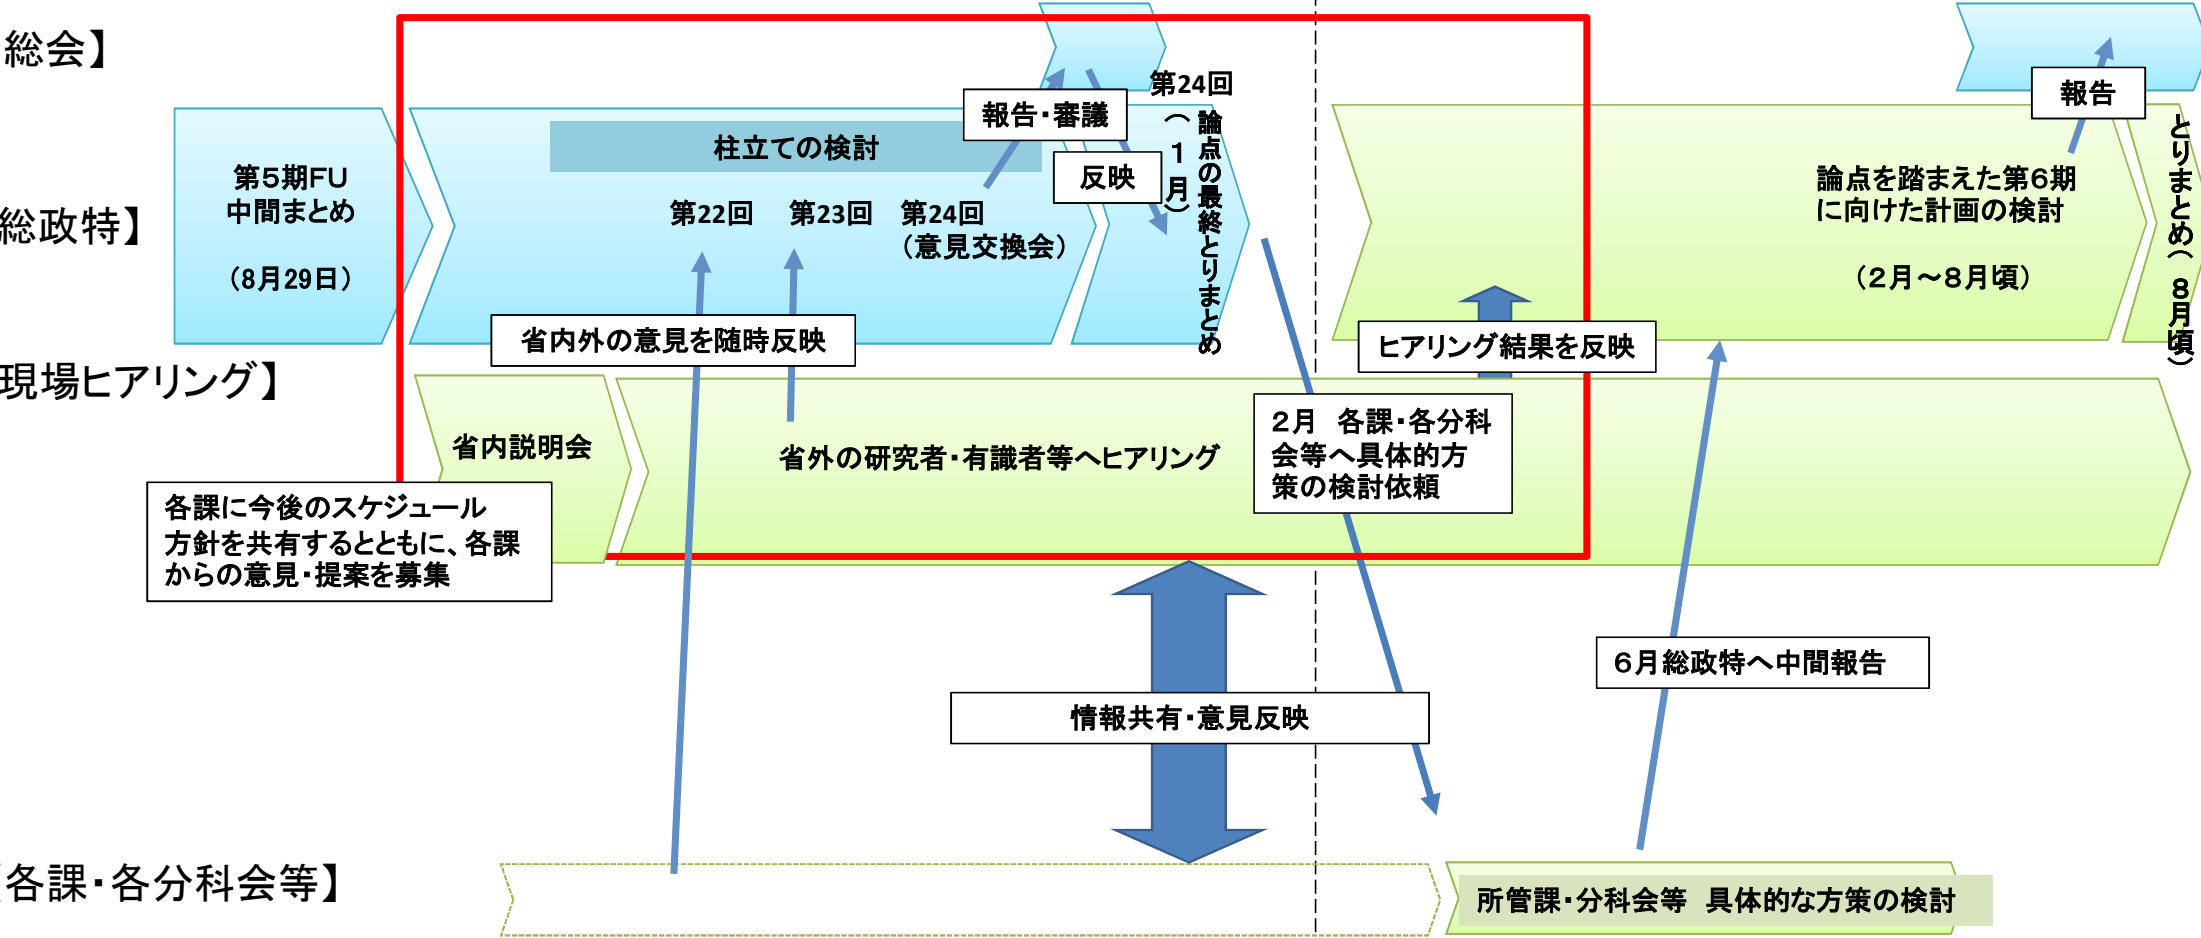 総会】
第24回
報告・審議
報告
柱立ての検討
反映
論点の最終とりまとめ
（１月）
第５期FU
中間まとめ
（8月29日）
総政特】
第22回
第23回
第24回
（意見交換会）
論点を踏まえた第６期
に向けた計画の検討
（２月～８月頃）
とりまとめ（８月頃）
省内外の意見を随時反映
ヒアリング結果を反映
現場ヒアリング】
省内説明会
省外の研究者・有識者等へヒアリング
２月　各課・各分科
会等へ具体的方
策の検討依頼
各課に今後のスケジュール
方針を共有するとともに、各課
からの意見・提案を募集
６月総政特へ中間報告
情報共有・意見反映
【各課・各分科会等】
所管課・分科会等　具体的な方策の検討